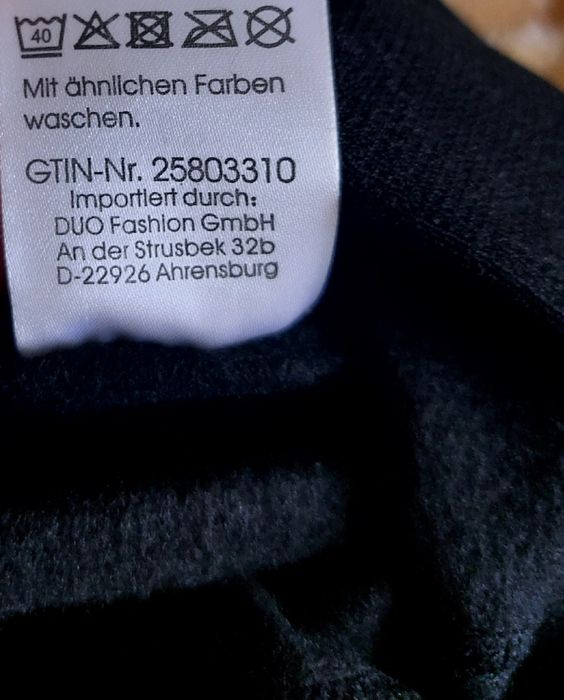 40
Mit ähnlichen Farben
waschen.
GTIN-Nr. 25803310
Importiert durch:
DUO Fashion GmbH
An der Strusbek 32b
D-22926 Ahrensburg